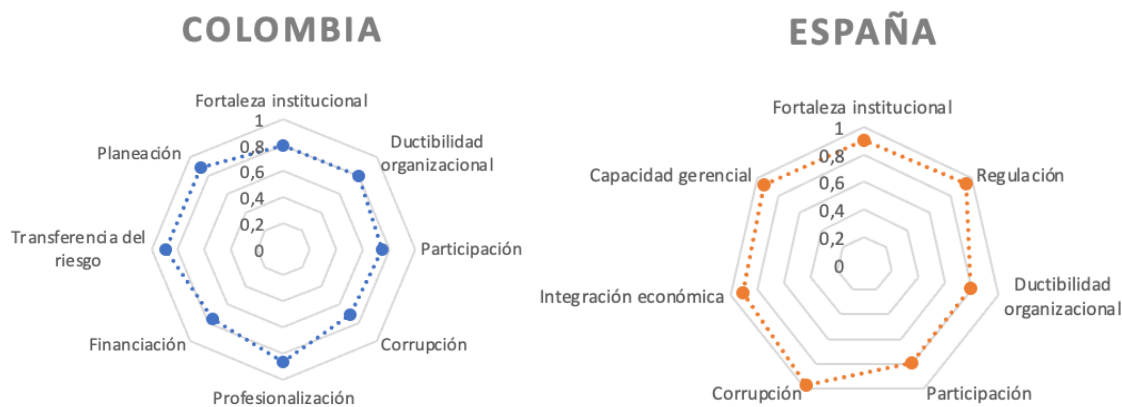 COLOMBIA
Fortaleza institucional
1
0,8
0,6
0,4
0,2
0
Ductibilidad
organizacional
Participación
Corrupción
Profesionalización
Financiación
Transferencia del
riesgo
Planeación
ESPAÑA
Fortaleza institucional
1
0,8
0,6
0,4
0,2
0
Regulación
Ductibilidad
organizacional
Participación
Corrupción
Integración económica
Capacidad gerencial